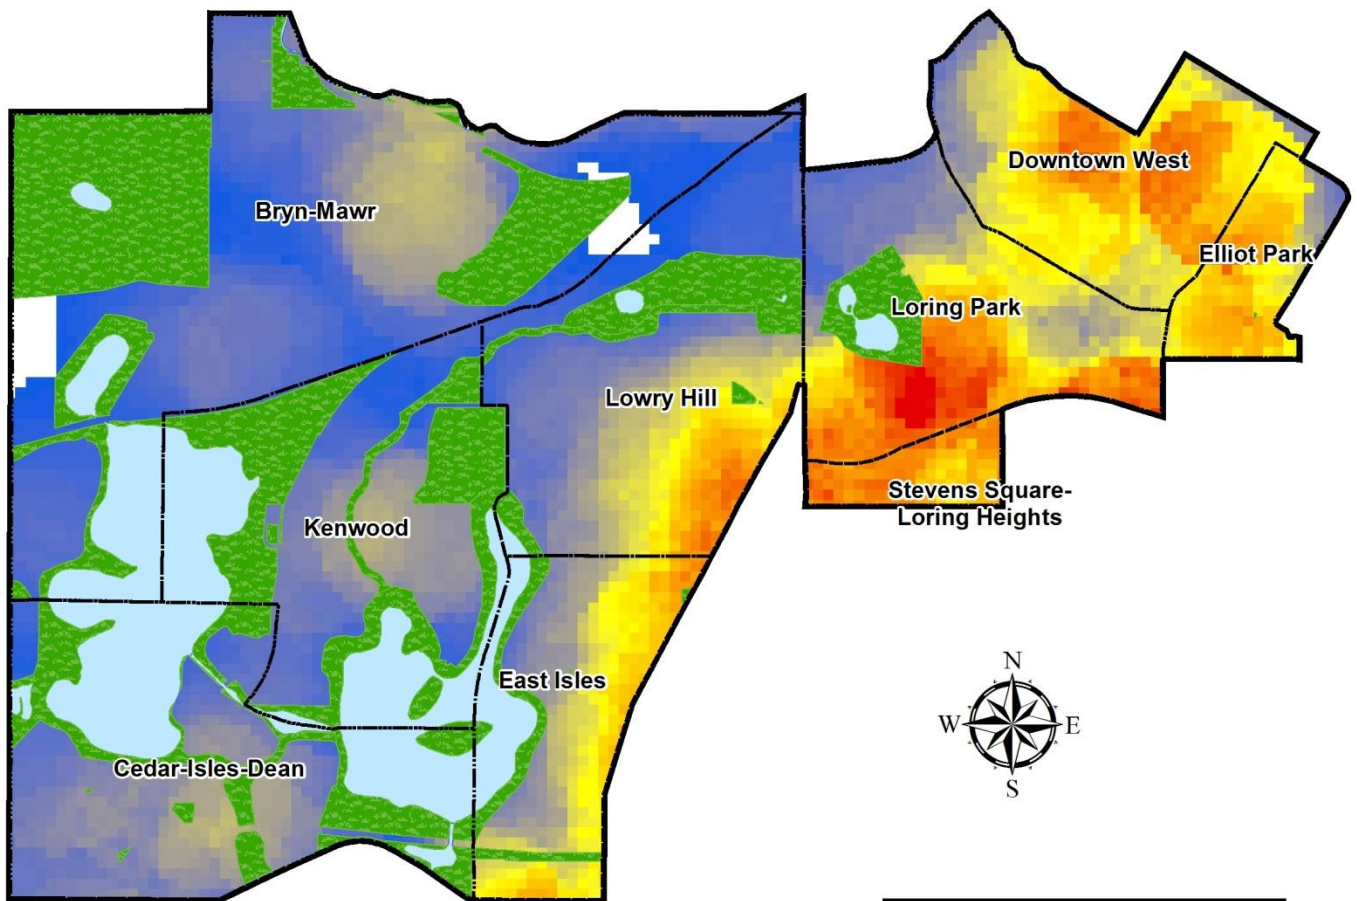 Downtown West
Bryn-Mawr
Elliot Park
Loring Park
Lowry Hill
Stevens Square-
Loring Heights
Kenwood
East Isles
N
W
E
S
Cedar-Isles-Dean